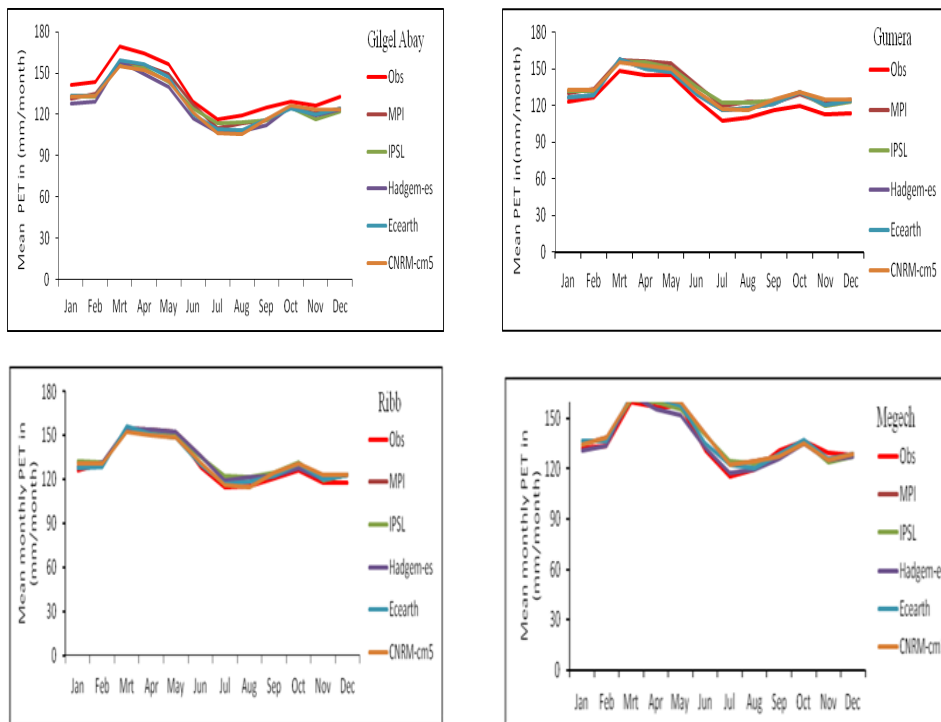 Gilgel Abay
Mean PET in (mm/month)
180
150
120
90
60
30
0
Jan Feb Mrt Apr May Jun Jul Aug Sep Oct Nov Dec
Obs
MPI
IPSL
Hadgem-es
Ecearth
CNRM-cm5
Gumera
Mean PET in(mm/month)
180
150
120
90
60
30
0
Jan Feb Mrt Apr May Jun Jul Aug Sep Oct Nov Dec
Obs
MPI
IPSL
Hadgem-es
Ecearth
CNRM-cm5
Ribb
Mean monthly PET in
(mm/month)
180
150
120
90
60
30
0
Jan Feb Mrt Apr May Jun Jul Aug Sep Oct Nov Dec
Obs
MPI
IPSL
Hadgem-es
Ecearth
CNRM-cm5
Megech
Mean monthly PET in
(mm/month)
150
120
90
60
30
0
Jan Feb Mrt Apr May Jun Jul Aug Sep Oct Nov Dec
Obs
MPI
IPSL
Hadgem-e
Ecearth
CNRM-cm